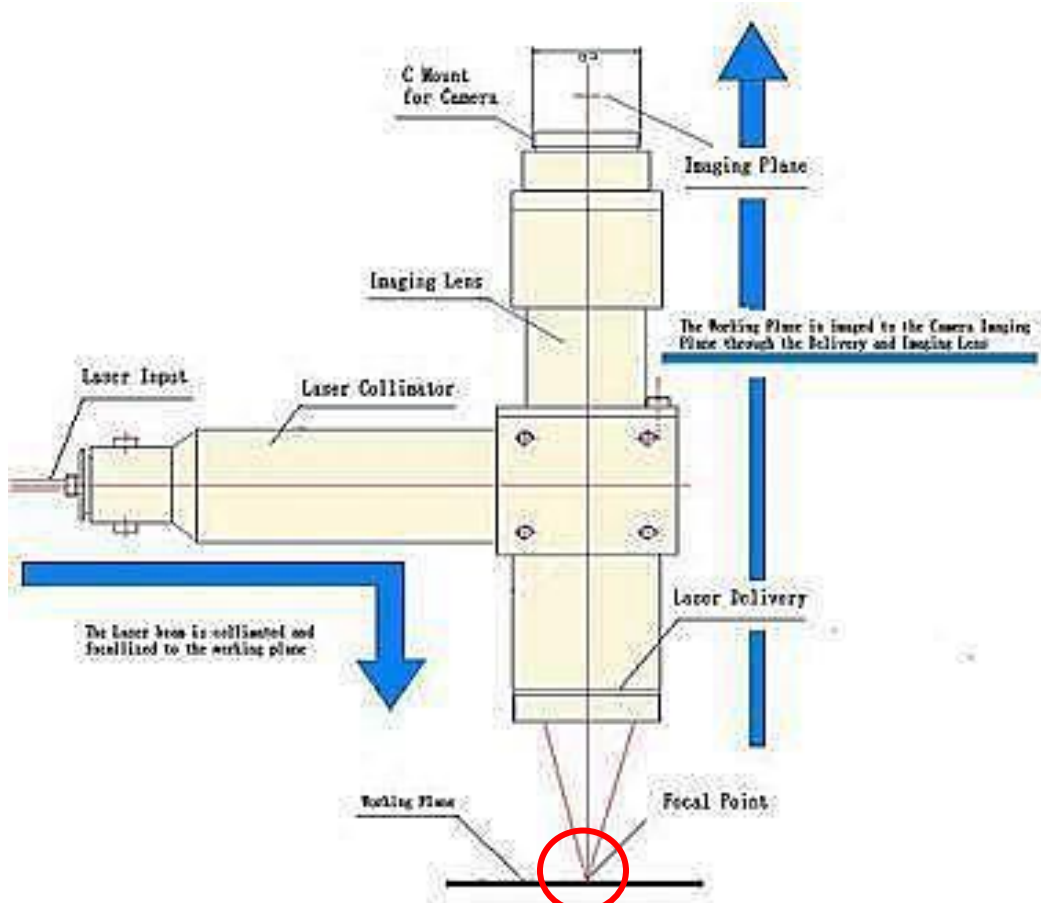 C Mount
for Camera
Imaging Plane
Imaging Lens
The Working Plane is imaged to the Camera Imaging
Plane through the Delivery and Imaging Lens
Laser Input
Laser Collimator
Laser Delivery
The Laser beam is collimated and
focallized to the working plane
Working Plane
Focal Point